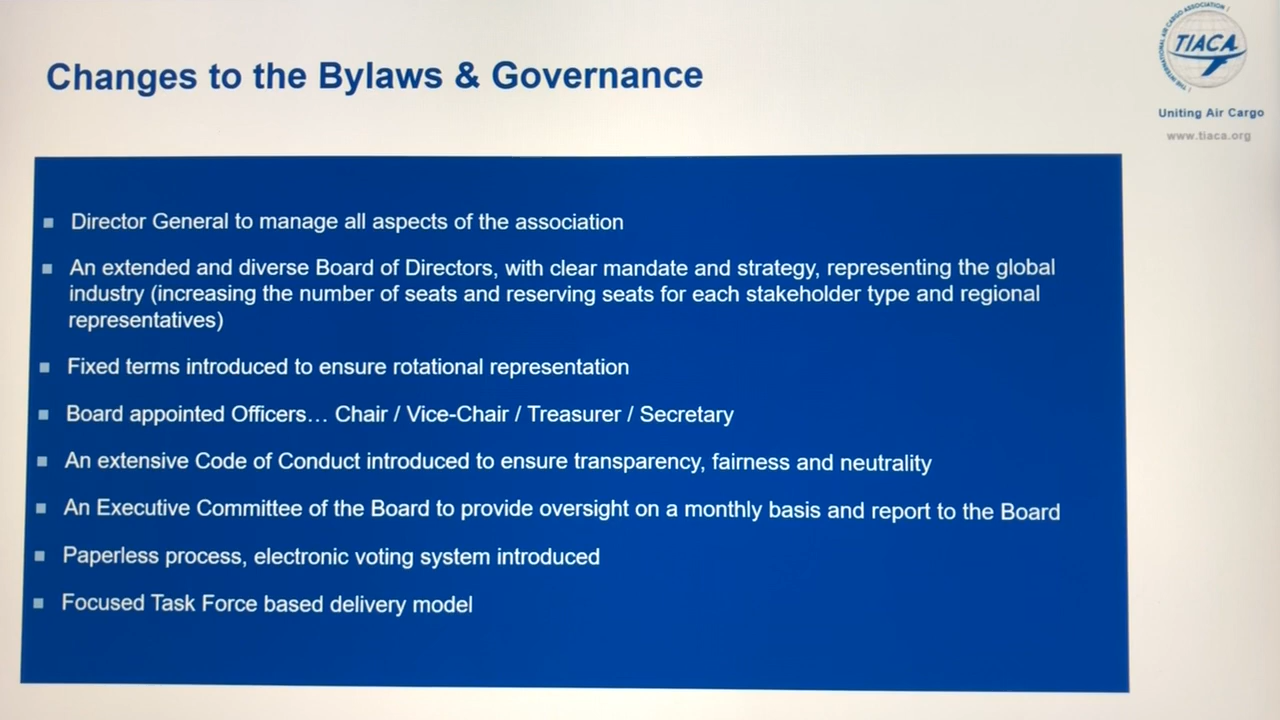 THE INTERNATIONAL AIR CARGO ASSOCIATION
TIACA
Uniting Air Cargo
www.tiaca.org
Changes to the Bylaws & Governance
Director General to manage all aspects of the association
An extended and diverse Board of Directors, with clear mandate and strategy, representing the global
industry (increasing the number of seats and reserving seats for each stakeholder type and regional
representatives)
Fixed terms introduced to ensure rotational representation
Board appointed Officers… Chair / Vice-Chair / Treasurer / Secretary
An extensive Code of Conduct introduced to ensure transparency, fairness and neutrality
An Executive Committee of the Board to provide oversight on a monthly basis and report to the Board
Paperless process, electronic voting system introduced
Focused Task Force based delivery model